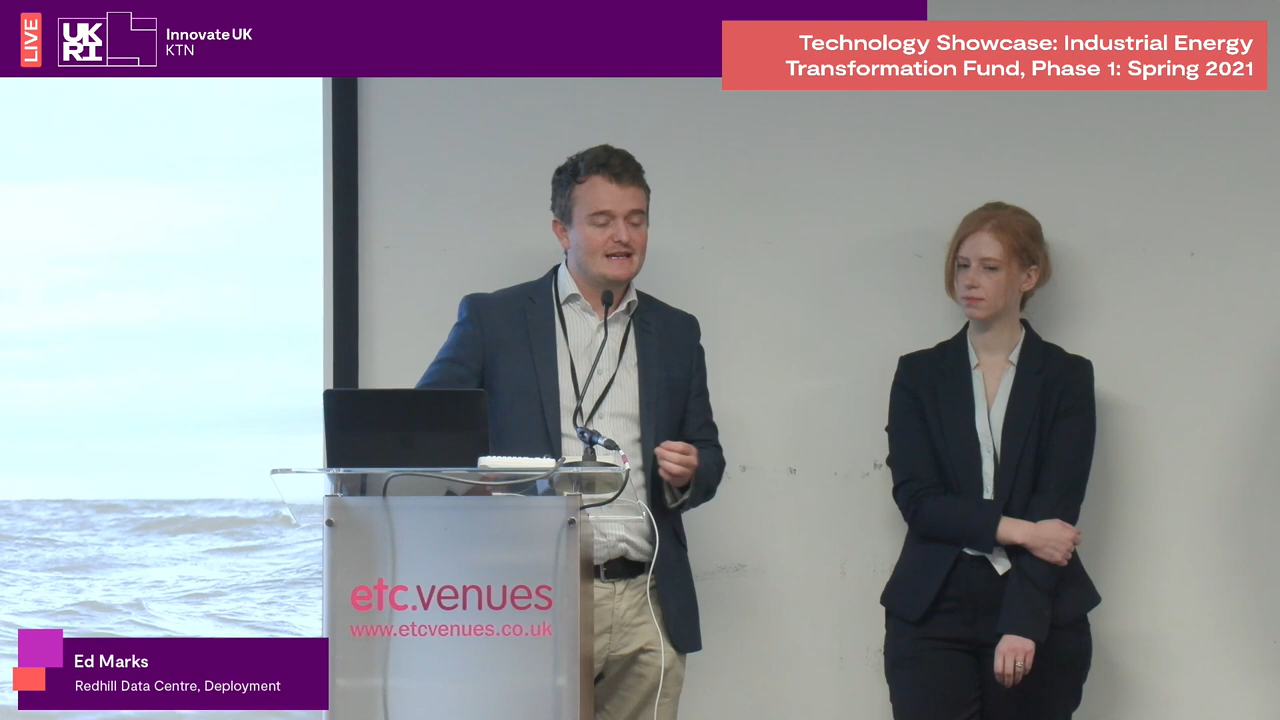 LIVE
UK
RI
Innovate UK
KTN
Technology Showcase: Industrial Energy
Transformation Fund, Phase 1: Spring 2021
etc.venues
www.etcvenues.co.uk
Ed Marks
Redhill Data Centre, Deployment